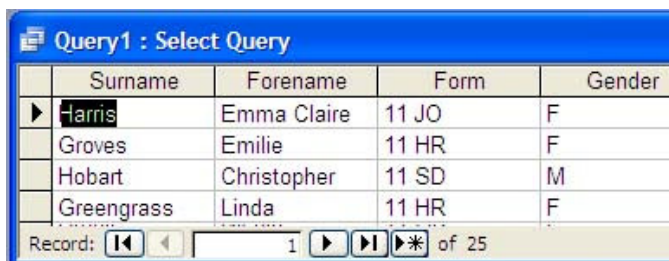 Query1 : Select Query
Surname Forename Form Gender
Harris Emma Claire 11 JO F
Groves Emilie 11 HR F
Hobart Christopher 11 SD M
Greengrass Linda 11 HR F
Record: 1 of 25